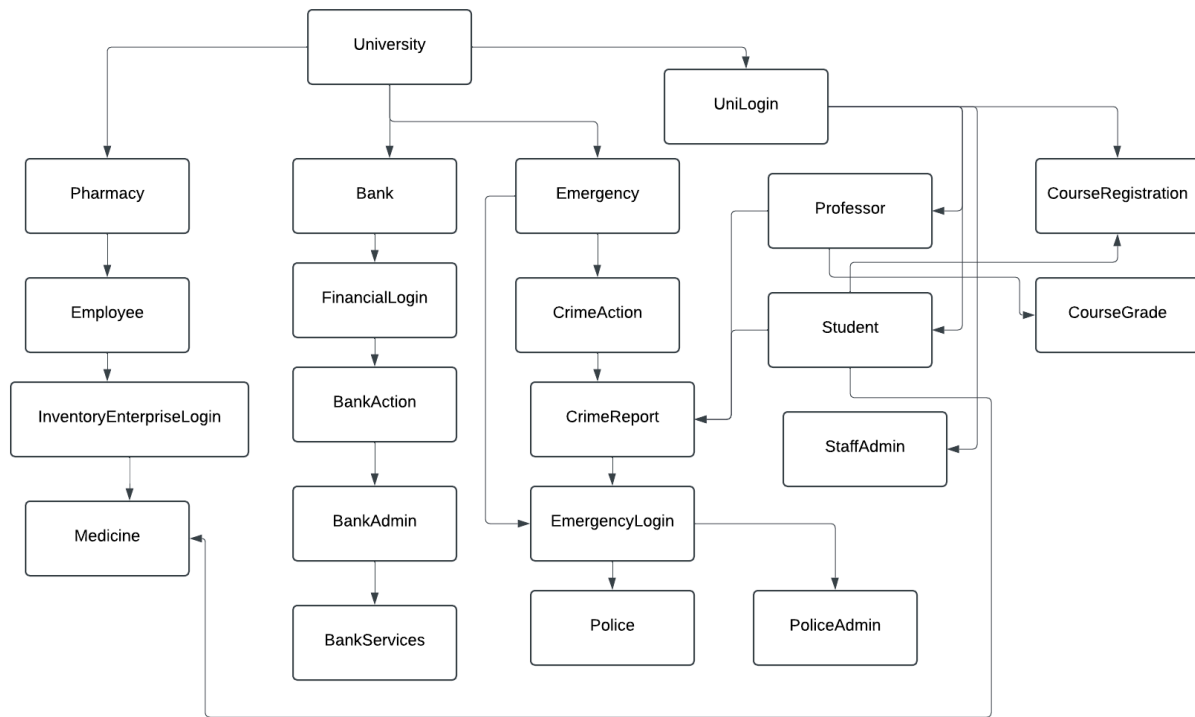 University
UniLogin
Pharmacy
Bank
Emergency
Professor
CourseRegistration
Employee
FinancialLogin
CrimeAction
Student
CourseGrade
InventoryEnterpriseLogin
BankAction
CrimeReport
StaffAdmin
Medicine
BankAdmin
EmergencyLogin
BankServices
Police
PoliceAdmin